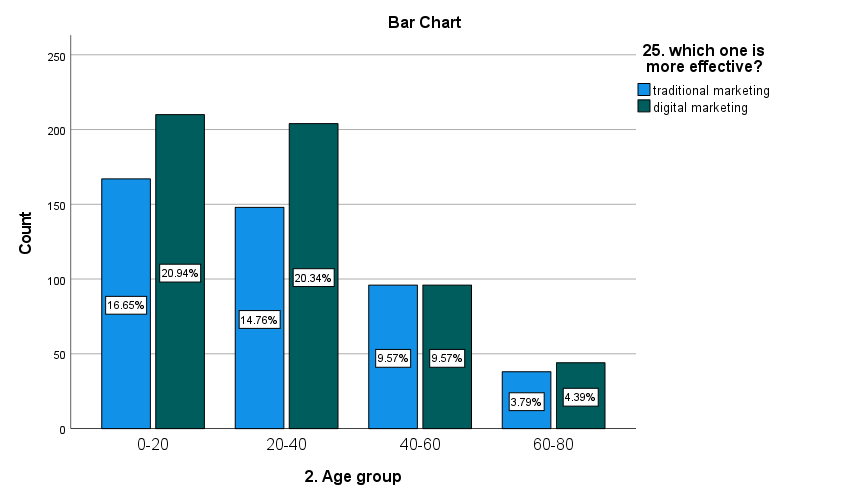 Bar Chart
25. which one is
more effective?
traditional marketing
digital marketing
Count
250
200
150
100
50
0
16.65%
20.94%
14.76%
20.34%
9.57%
9.57%
3.79%
4.39%
0-20
20-40
40-60
60-80
2. Age group